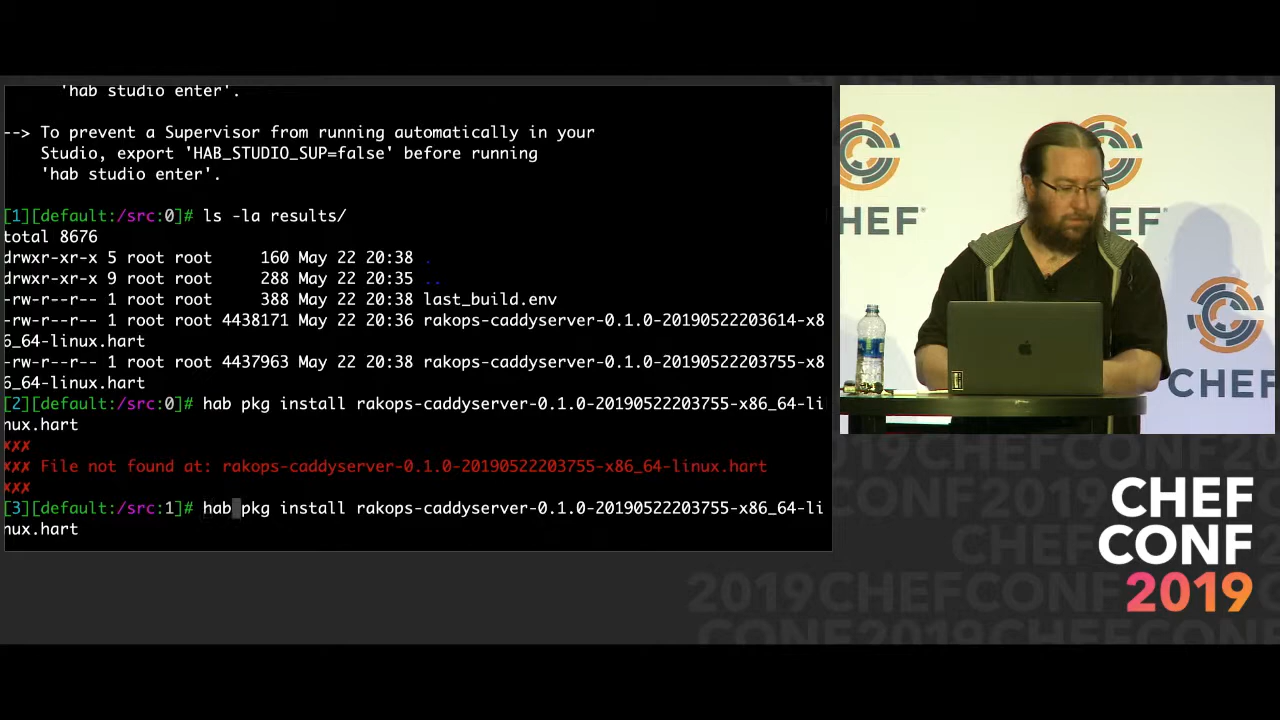 'hab studio enter'.
--> To prevent a Supervisor from running automatically in your
Studio, export 'HAB_STUDIO_SUP=false' before running
'hab studio enter'.
[1][default:/src:0]# ls -la results/
total 8676
drwxr-xr-x 5 root root 160 May 22 20:38 .
drwxr-xr-x 9 root root 288 May 22 20:35 ..
-rw-r--r-- 1 root root 388 May 22 20:38 last_build.env
-rw-r--r-- 1 root root 4438171 May 22 20:36 rakops-caddyserver-0.1.0-20190522203614-x8
6_64-linux.hart
-rw-r--r-- 1 root root 4437963 May 22 20:38 rakops-caddyserver-0.1.0-20190522203755-x8
6_64-linux.hart
[2][default:/src:0]# hab pkg install rakops-caddyserver-0.1.0-20190522203755-x86_64-li
nux.hart
✗✗✗
✗✗✗ File not found at: rakops-caddyserver-0.1.0-20190522203755-x86_64-linux.hart
✗✗✗
[3][default:/src:1]# hab pkg install rakops-caddyserver-0.1.0-20190522203755-x86_64-li
nux.hart
HEF
EF
CHEF
CHEF
CONF
2019
019CHEFCONF2019C
2019CHEFCONF2019